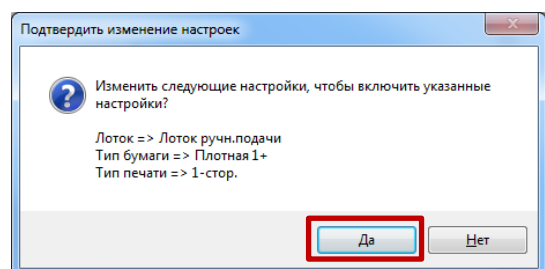 Подтвердить изменение настроек
Изменить следующие настройки, чтобы включить указанные
настройки?
Лоток => Лоток ручн.подачи
Тип бумаги => Плотная 1+
Тип печати => 1-стор.
Да
Нет